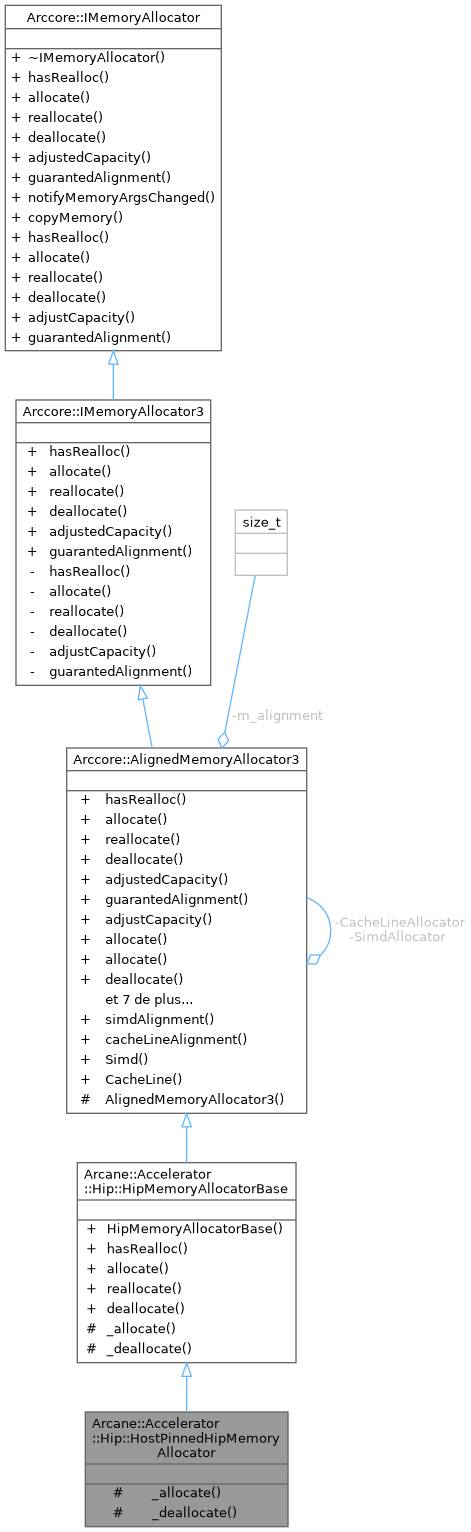 Arccore::IMemoryAllocator
+ ~IMemoryAllocator()
+ hasRealloc()
+ allocate()
+ reallocate()
+ deallocate()
+ adjustedCapacity()
+ guarantedAlignment()
+ notifyMemoryArgsChanged()
+ copyMemory()
+ hasRealloc()
+ allocate()
+ reallocate()
+ deallocate()
+ adjustCapacity()
+ guarantedAlignment()
Arccore::IMemoryAllocator3
+ hasRealloc()
+ allocate()
+ reallocate()
+ deallocate()
+ adjustedCapacity()
+ guarantedAlignment()
- hasRealloc()
- allocate()
- reallocate()
- deallocate()
- adjustCapacity()
- guarantedAlignment()
size_t
-m_alignment
Arccore::AlignedMemoryAllocator3
+ hasRealloc()
+ allocate()
+ reallocate()
+ deallocate()
+ adjustedCapacity()
+ guarantedAlignment()
+ adjustCapacity()
+ allocate()
+ allocate()
+ deallocate()
et 7 de plus...
+ simdAlignment()
+ cacheLineAlignment()
+ Simd()
+ CacheLine()
# AlignedMemoryAllocator3()
-CacheLineAllocator
-SimdAllocator
Arcane::Accelerator
::Hip::HipMemoryAllocatorBase
+ HipMemoryAllocatorBase()
+ hasRealloc()
+ allocate()
+ reallocate()
+ deallocate()
# _allocate()
# _deallocate()
Arcane::Accelerator
::Hip::HostPinnedHipMemory
Allocator
# _allocate()
# _deallocate()